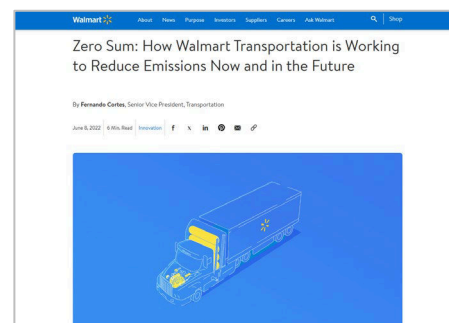 Walmart About News Purpose Investors Suppliers Careers Ask Walmart Shop
Zero Sum: How Walmart Transportation is Working
to Reduce Emissions Now and in the Future
By Fernando Cortes, Senior Vice President, Transportation
June 8, 2022 6 Min. Read Innovation